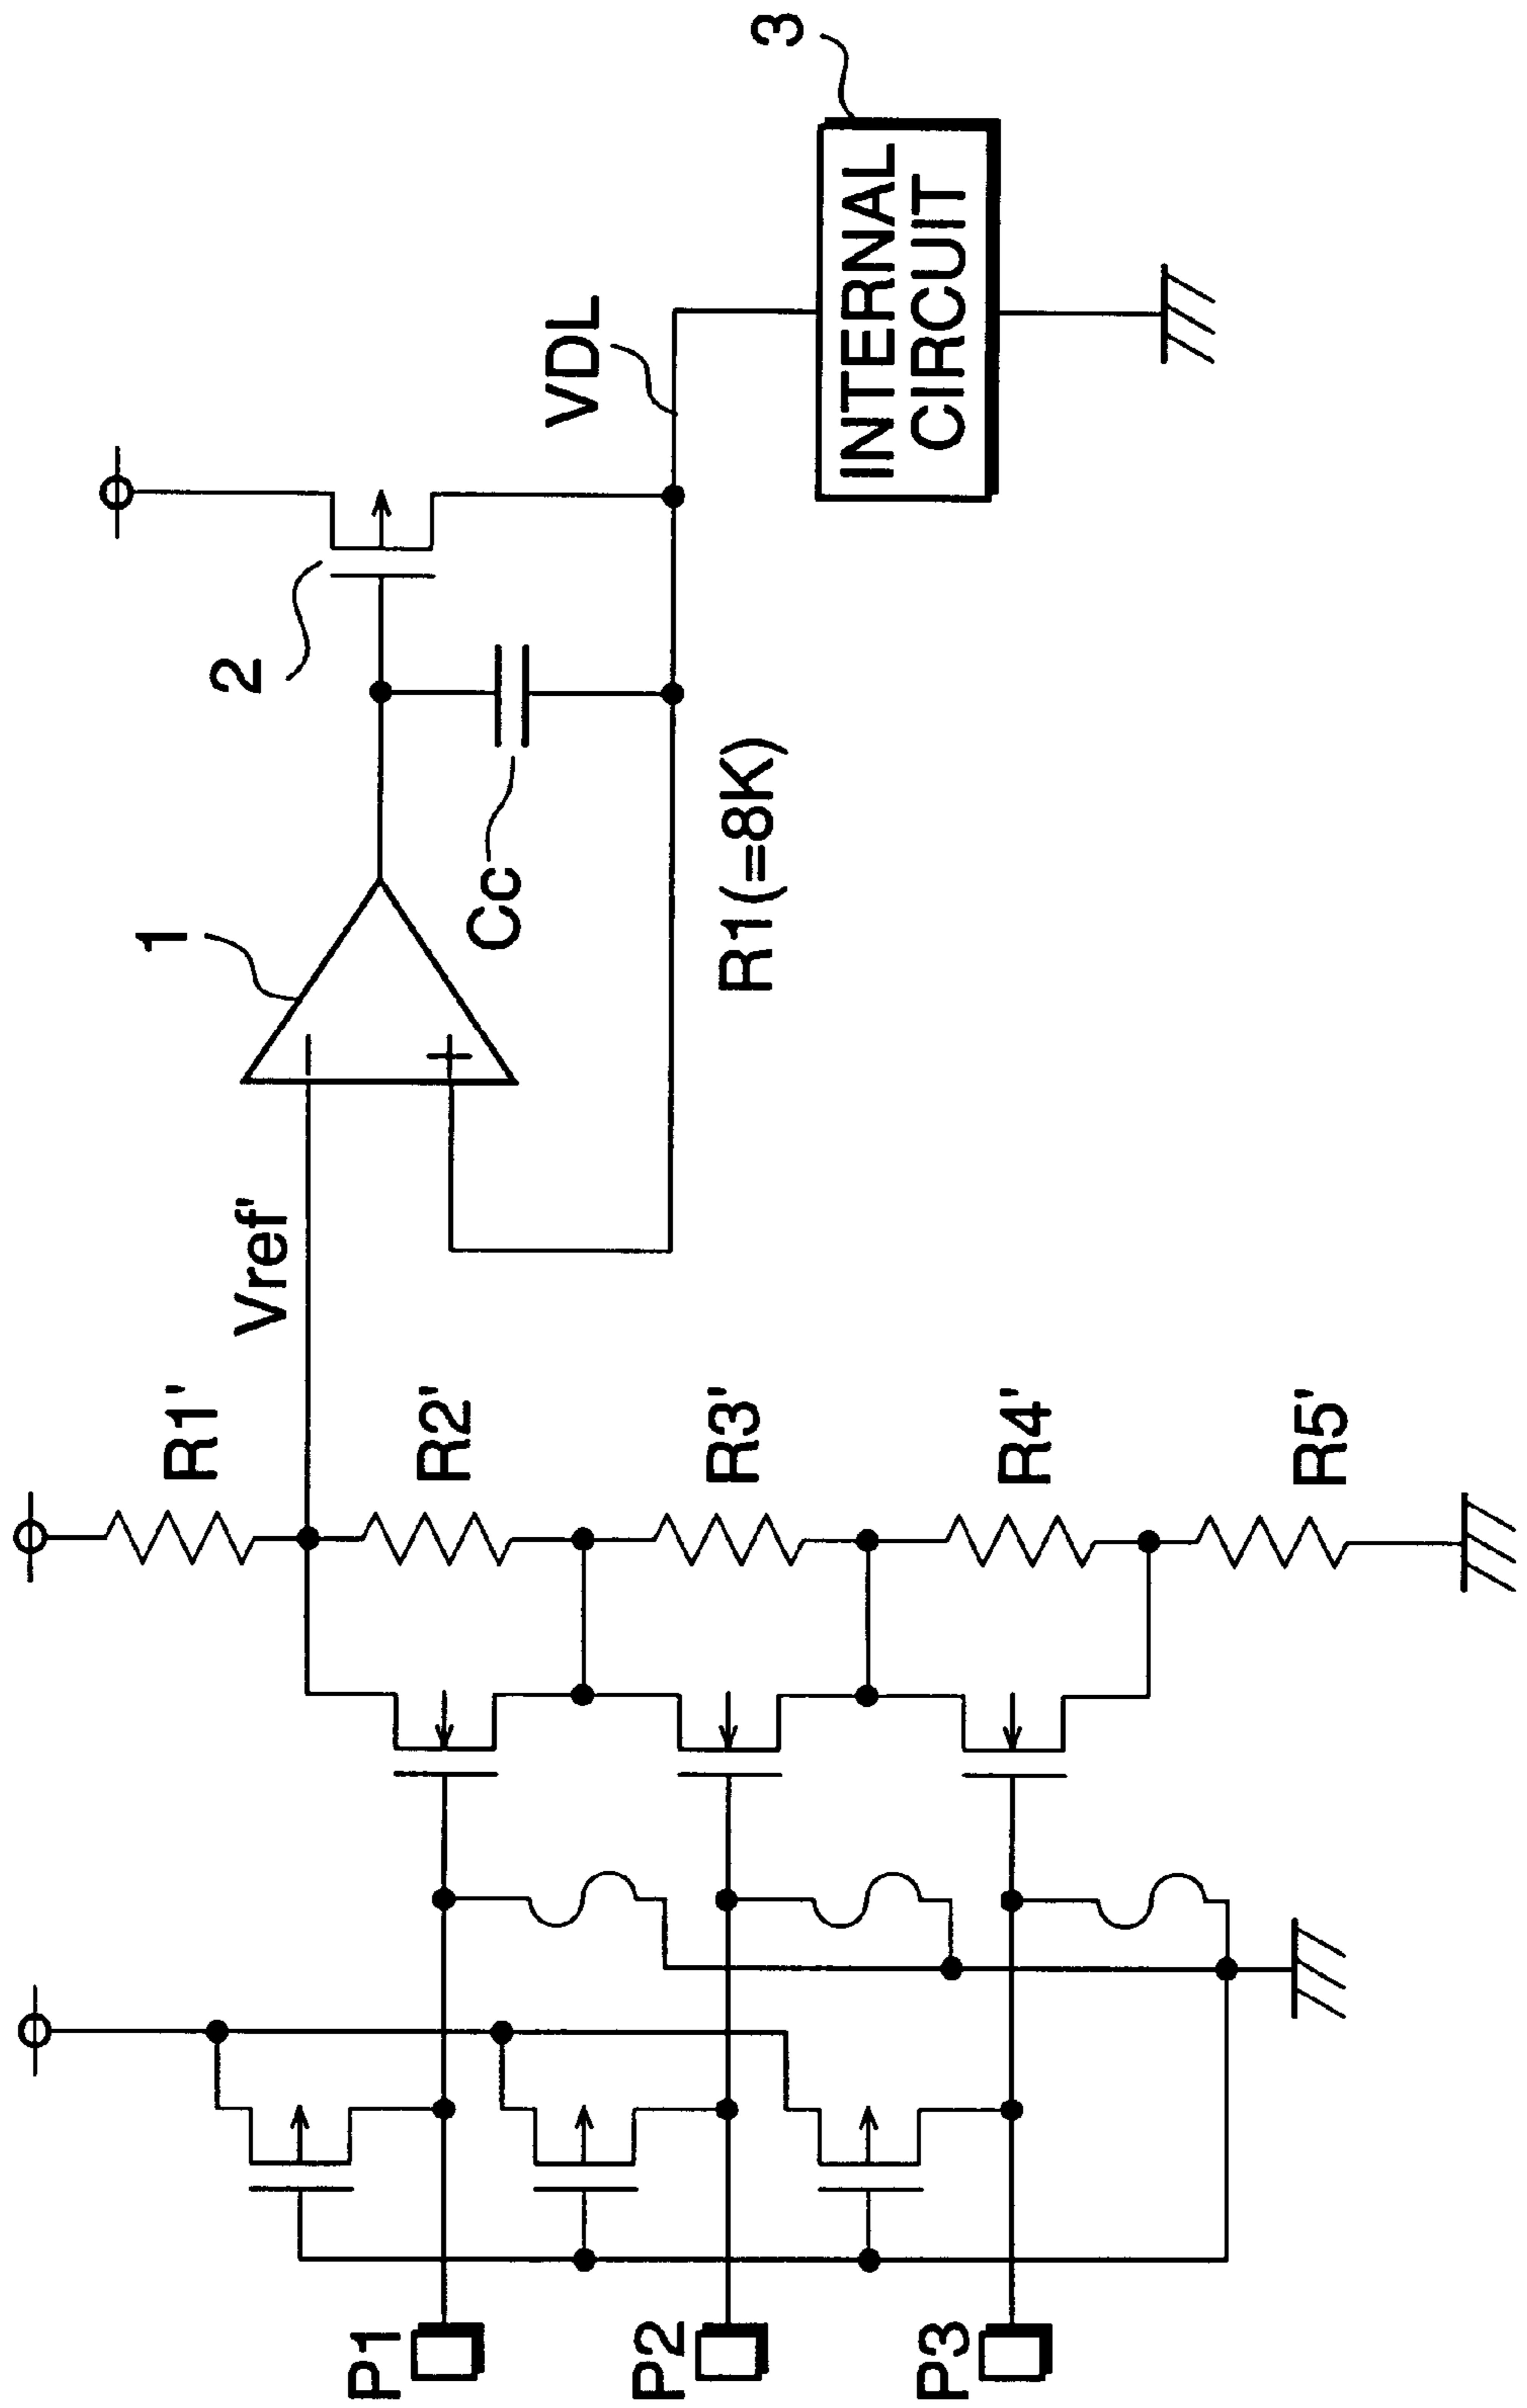 R1'
Vref'
1
2
R2'
Cc
VDL
P1
R3'
R1(=8K)
3
INTERNAL
CIRCUIT
P2
R4'
P3
R5'